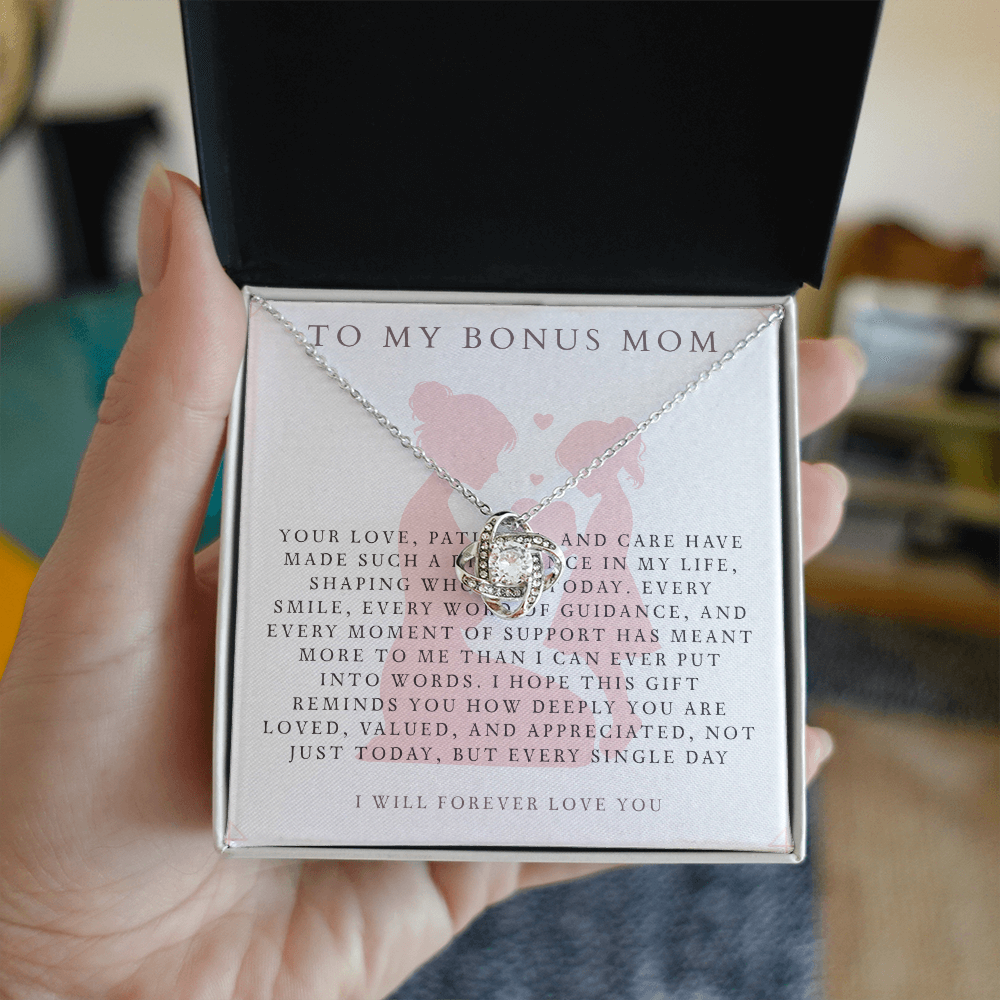 TO MY BONUS MOM
YOUR LOVE, AND CARE HAVE
MADE SUCH A IN MY LIFE,
SHAPING TODAY. EVERY
SMILE, EVERY WORD OF GUIDANCE, AND
EVERY MOMENT OF SUPPORT HAS MEANT
MORE TO ME THAN I CAN EVER PUT
INTO WORDS. I HOPE THIS GIFT
REMINDS YOU HOW DEEPLY YOU ARE
LOVED, VALUED, AND APPRECIATED, NOT
JUST TODAY, BUT EVERY SINGLE DAY
I WILL FOREVER LOVE YOU